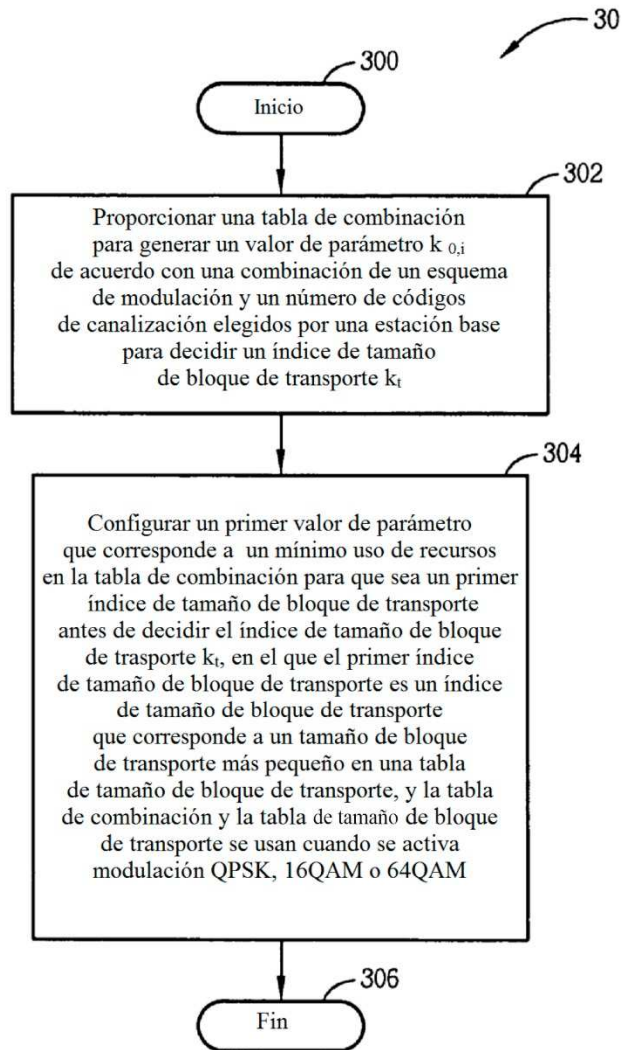 30
300
Inicio
302
Proporcionar una tabla de combinación
para generar un valor de parámetro k 0,i
de acuerdo con una combinación de un esquema
de modulación y un número de códigos
de canalización elegidos por una estación base
para decidir un índice de tamaño
de bloque de transporte kt
304
Configurar un primer valor de parámetro
que corresponde a un mínimo uso de recursos
en la tabla de combinación para que sea un primer
índice de tamaño de bloque de transporte
antes de decidir el índice de tamaño de bloque
de trasporte kt, en el que el primer índice
de tamaño de bloque de transporte es un índice
de tamaño de bloque de transporte
que corresponde a un tamaño de bloque
de transporte más pequeño en una tabla
de tamaño de bloque de transporte, y la tabla
de combinación y la tabla de tamaño de bloque
de transporte se usan cuando se activa
modulación QPSK, 16QAM o 64QAM
306
Fin